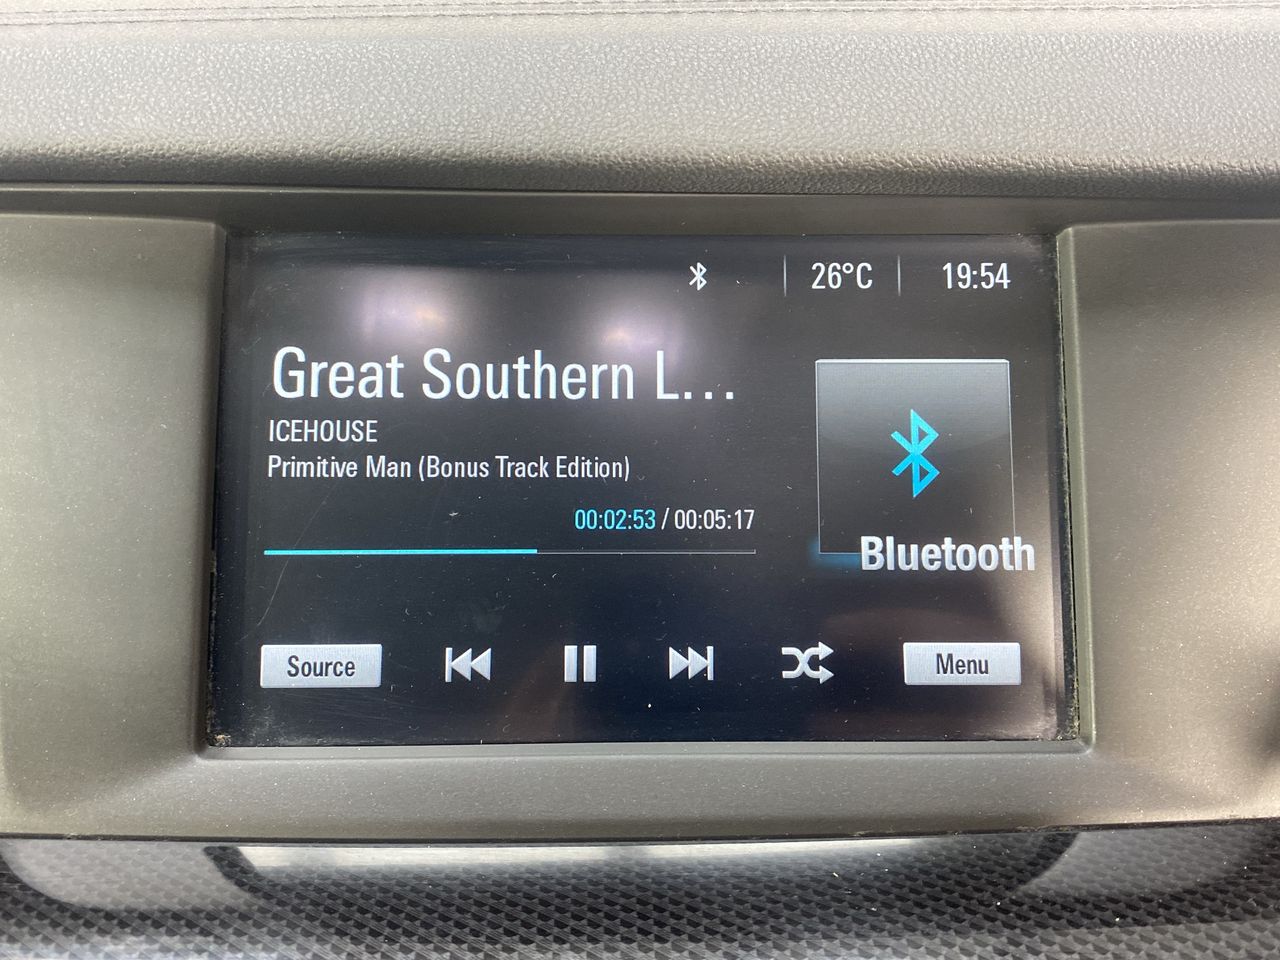 26°C 19:54
Great Southern L...
ICEHOUSE
Primitive Man (Bonus Track Edition)
00:02:53 / 00:05:17
Bluetooth
Source Menu